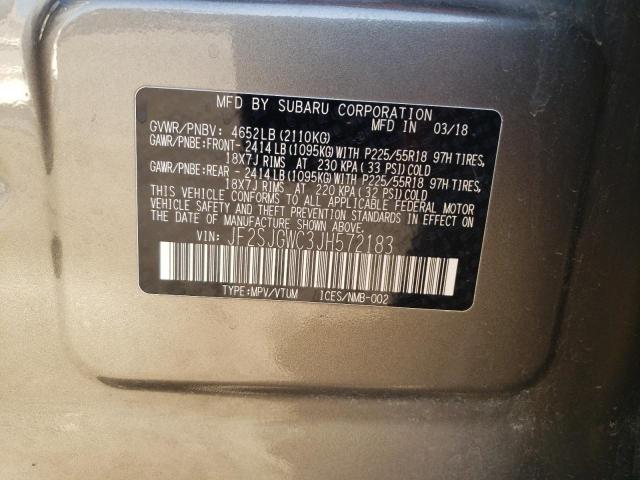 MFD BY SUBARU CORPORATION
MFD IN 03/18
GVWR/PNBV: 4652LB(2110KG)
GAWR/PNBE:FRONT- 2414LB(1095KG)WITH P225/55R18 97H TIRES,
18X7J RIMS AT 230 KPA(33 PSI)COLD
GAWR/PNBE:REAR - 2414LB(1095KG)WITH P225/55R18 97H TIRES,
18X7J RIMS AT 220 KPA(32 PSI)COLD
THIS VEHICLE CONFORMS TO ALL APPLICABLE FEDERAL MOTOR
VEHICLE SAFETY AND BUMPER STANDARDS IN EFFECT ON THE
DATE OF MANUFACTURE SHOWN ABOVE.
VIN: JF2SJGWC3JH572183
TYPE:MPV/VTUM ICES/NMB-002